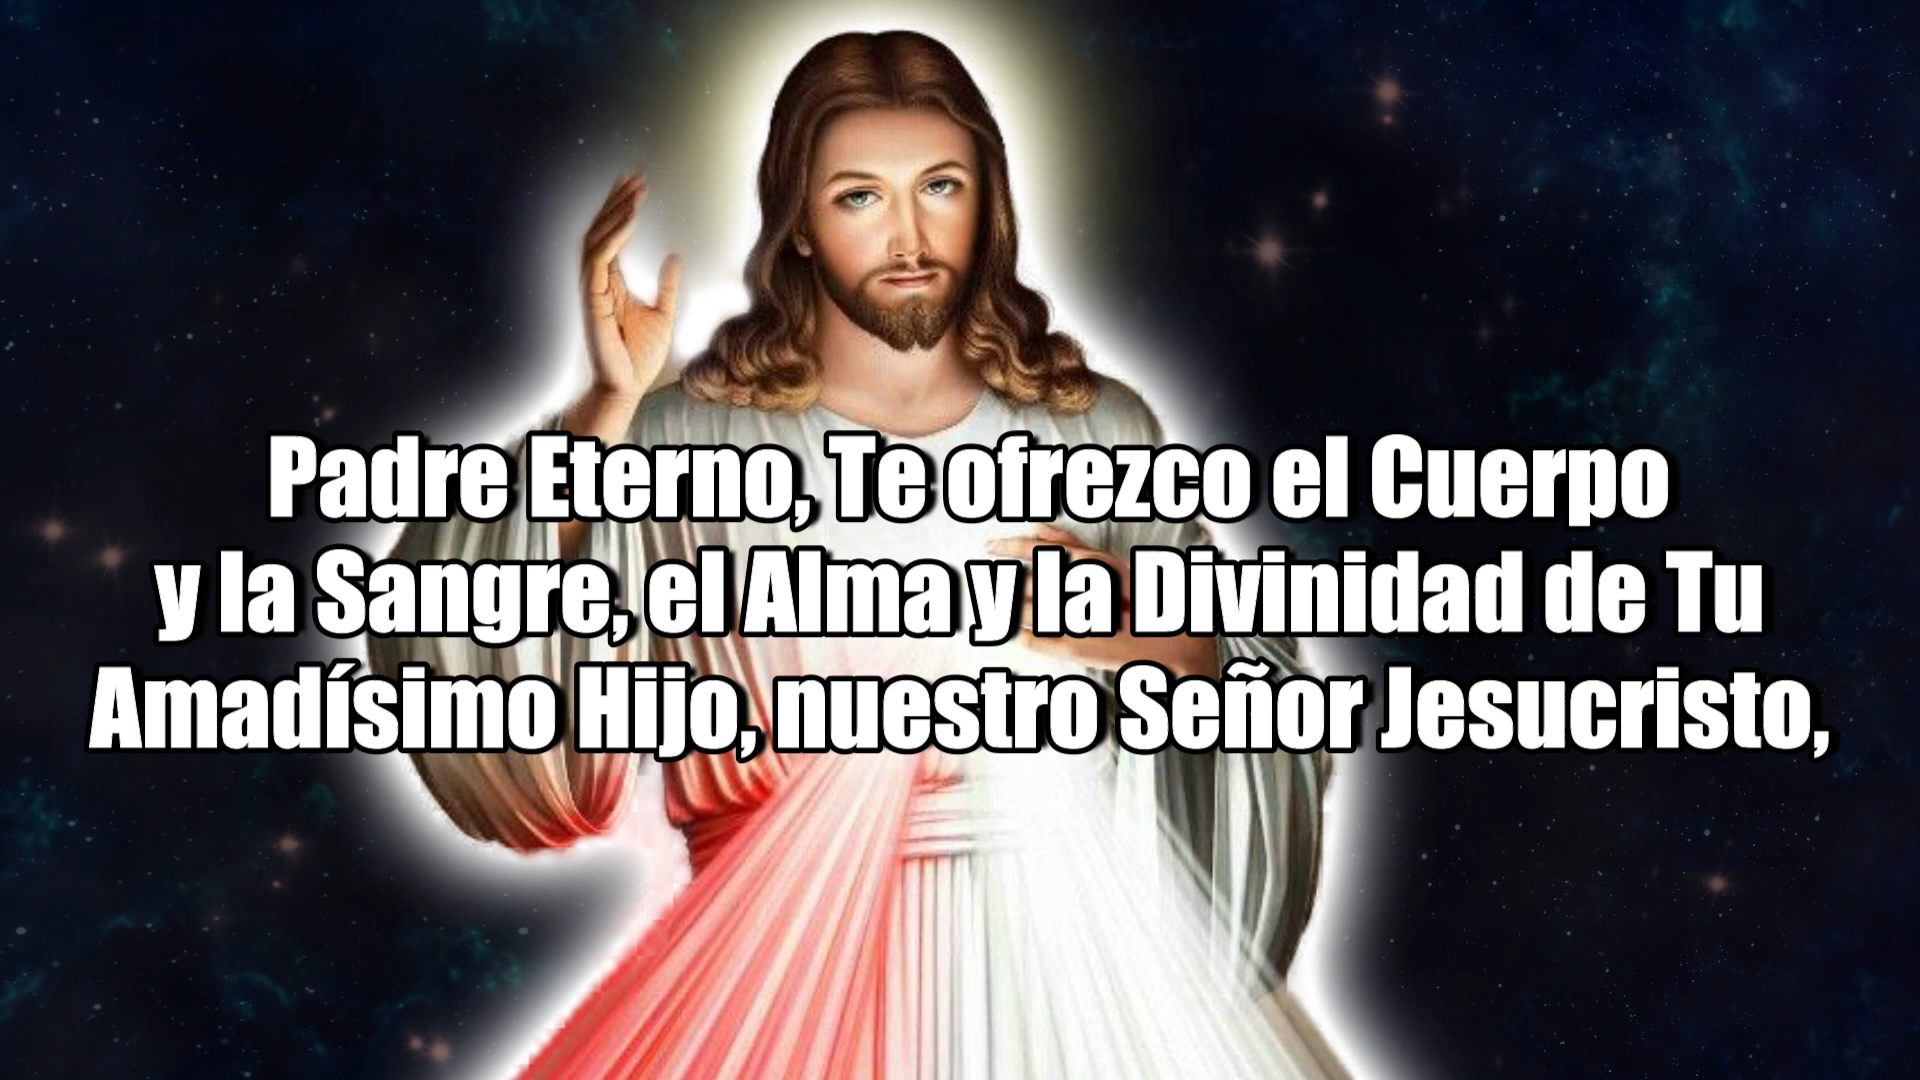 Padre Eterno, Te ofrezco el Cuerpo
y la Sangre, el Alma y la Divinidad de Tu
Amadísimo Hijo, nuestro Señor Jesucristo,